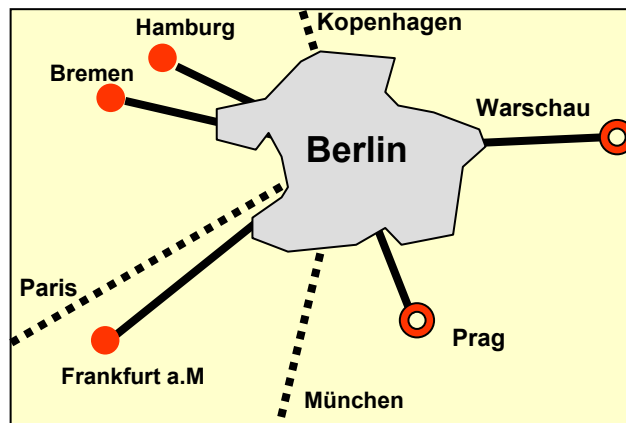 Hamburg
Kopenhagen
Bremen
Warschau
Berlin
Paris
Prag
Frankfurt a.M
München